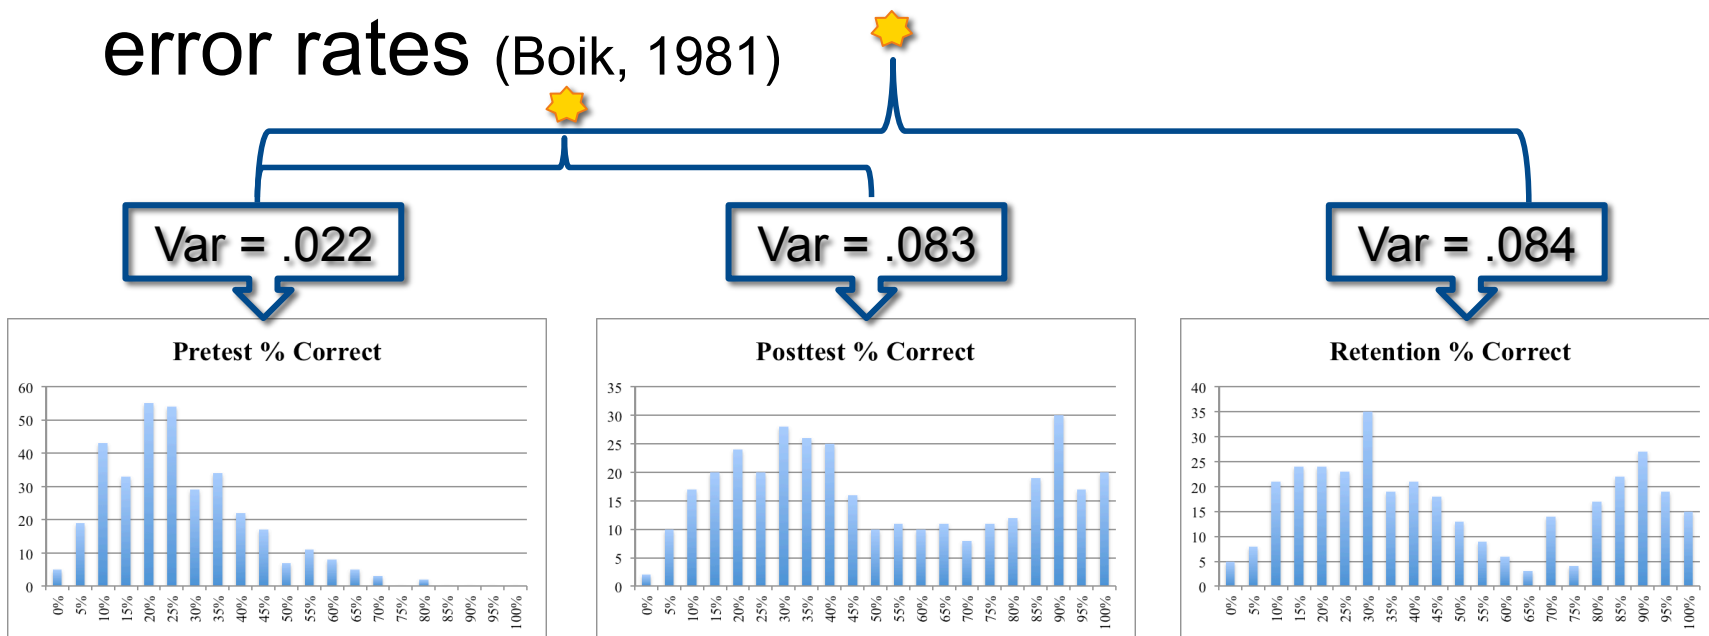 error rates (Boik, 1981)
Var = .022
Var = .083
Var = .084
Pretest % Correct
60
50
40
30
20
10
0
0% 5% 10% 15% 20% 25% 30% 35% 40% 45% 50% 55% 60% 65% 70% 75% 80% 85% 90% 95% 100%
Posttest % Correct
35
30
25
20
15
10
5
0
0% 5% 10% 15% 20% 25% 30% 35% 40% 45% 50% 55% 60% 65% 70% 75% 80% 85% 90% 95% 100%
Retention % Correct
40
35
30
25
20
15
10
5
0
0% 5% 10% 15% 20% 25% 30% 35% 40% 45% 50% 55% 60% 65% 70% 75% 80% 85% 90% 95% 100%